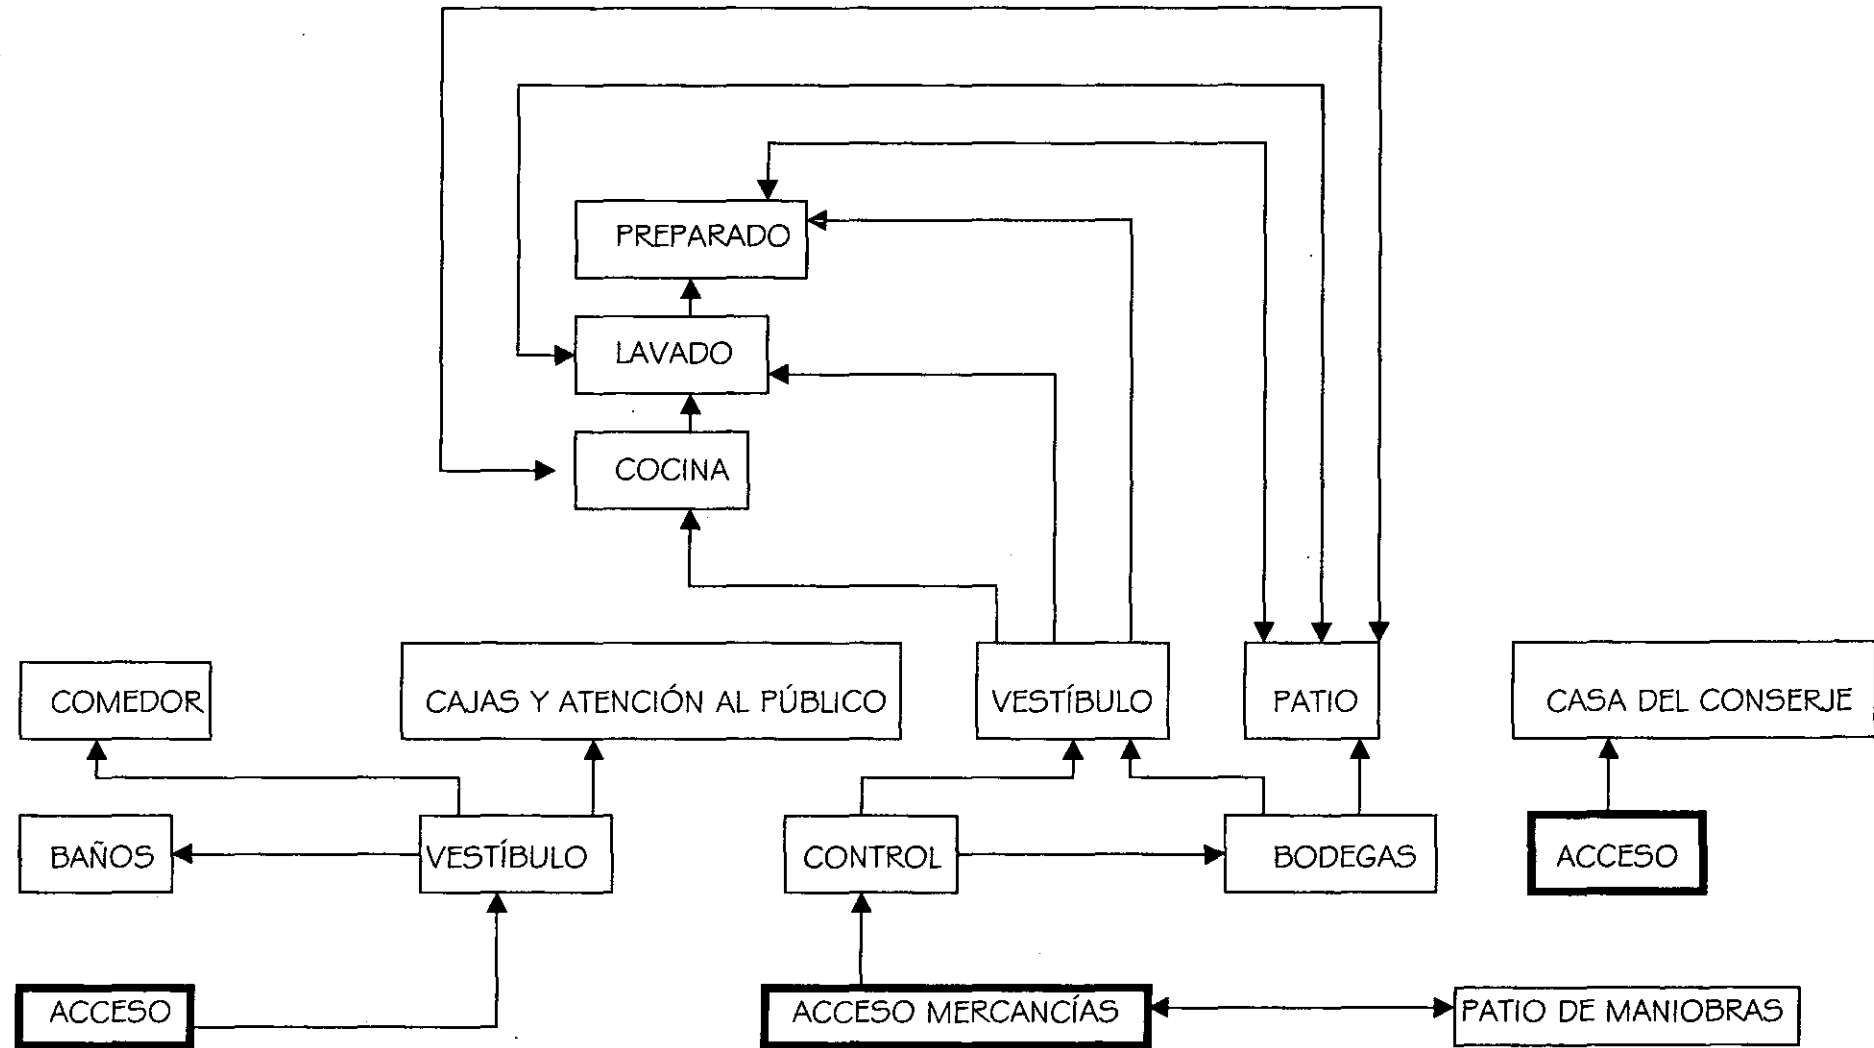 PREPARADO
LAVADO
COCINA
COMEDOR
CAJAS Y ATENCIÓN AL PÚBLICO
VESTÍBULO
PATIO
CASA DEL CONSERJE
BAÑOS
VESTÍBULO
CONTROL
BODEGAS
ACCESO
ACCESO
ACCESO MERCANCÍAS
PATIO DE MANIOBRAS